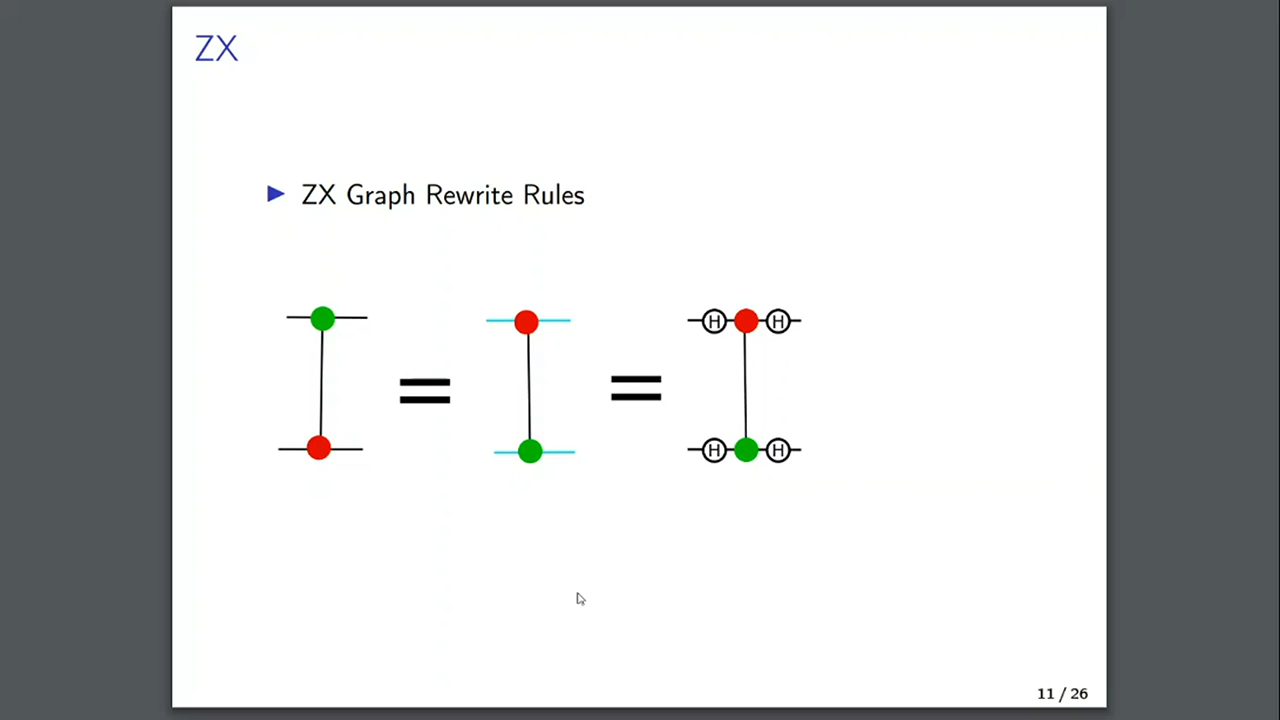 ZX
ZX Graph Rewrite Rules
= =
H H
H H
11 / 26